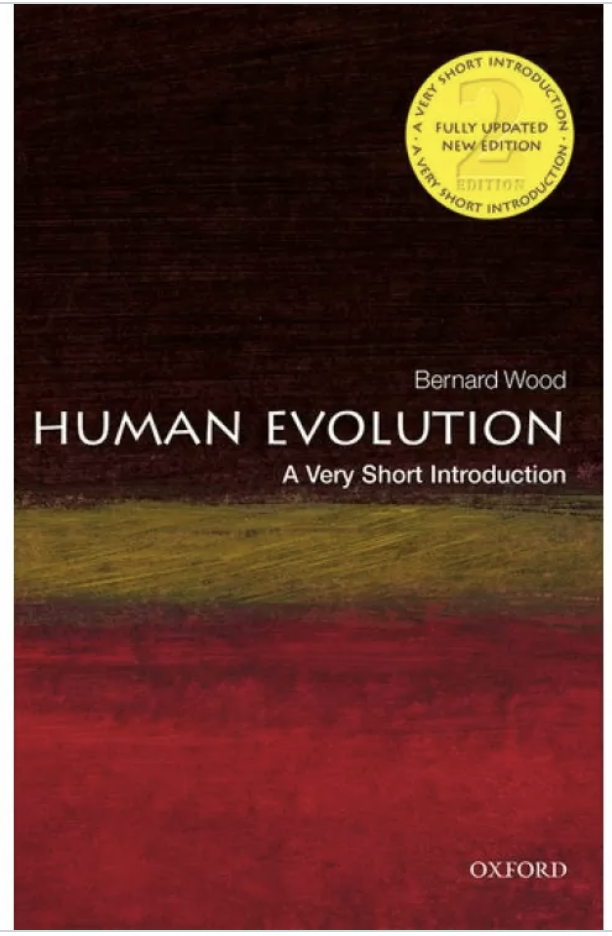 · A VERY SHORT INTRODUCTION ·
2
FULLY UPDATED
NEW EDITION
EDITION
A VERY SHORT INTRODUCTION
Bernard Wood
HUMAN EVOLUTION
A Very Short Introduction
OXFORD